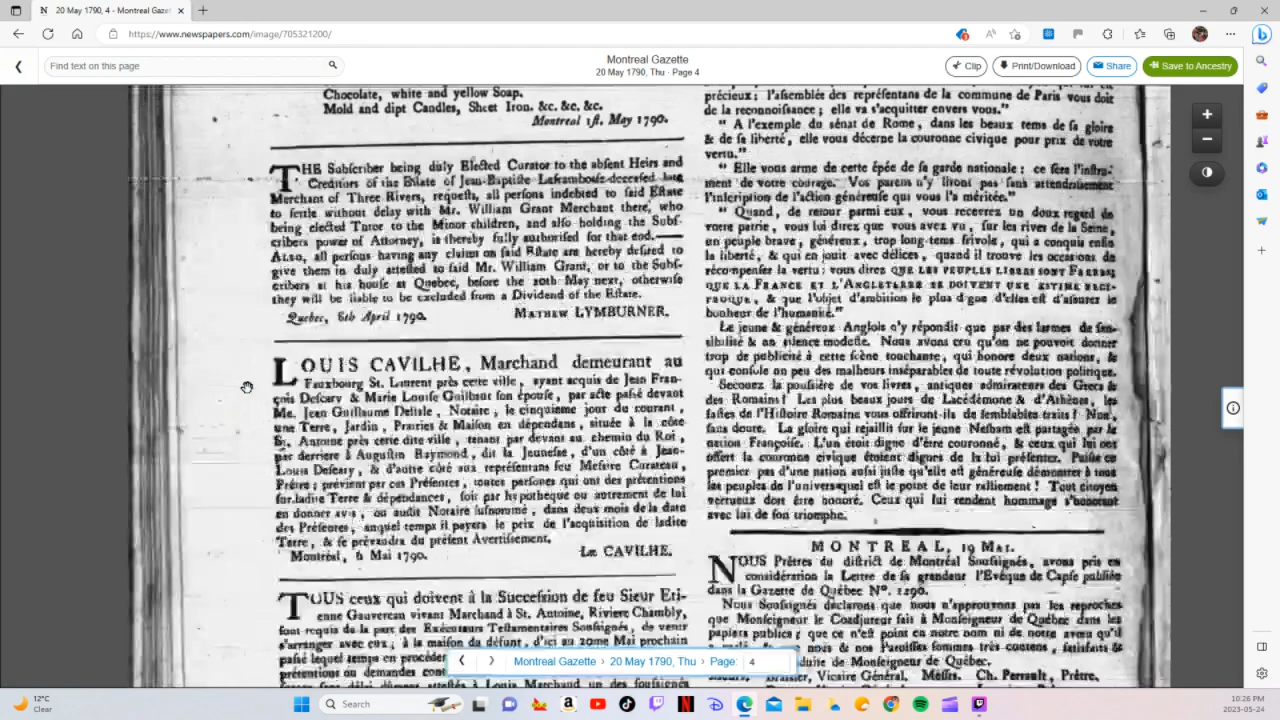 20 May 1790, 4 - Montreal Gaze
https://www.newspapers.com/image/705321200/
Find text on this page
Montreal Gazette
20 May 1790, Thu · Page 4
Clip
Print/Download
Share
Save to Ancestry
Chocolate, white and yellow Soap.
Mold and dipt Candles, Sheet Iron. &c. &c. &c.
Montreal 1ſt. May 1790.
THE Subſcriber being duly Elected Curator to the abſent Heirs and
Creditors of the Eſtate of Jean-Baptiſte Laframboiſe deceaſed late
Merchant of Three Rivers, requeſts, all perſons indebted to ſaid Eſtate
to ſettle without delay with Mr. William Grant Merchant there, who
being elected Tutor to the Minor children, and alſo holding the Subſ-
cribers power of Attorney, is thereby fully authoriſed for that end.—
ALSO, all perſons having any claims on ſaid Eſtate are hereby deſired to
give them in duly atteſted to ſaid Mr. William Grant, or to the Subſ-
cribers at his houſe at Quebec, before the 20th May next, otherwiſe
they will be liable to be excluded from a Dividend of the Eſtate.
Quebec, 6th April 1790. MATHEW LYMBURNER.
LOUIS CAVILHE, Marchand demeurant au
Fauxbourg St. Laurent près cette ville, ayant acquis de Jean Fran-
çois Deſcary & Marie Louiſe Guilbaut ſon épouſe, par acte paſſé devant
Me. Jean Guillaume Deliſle, Notaire, le cinquieme jour du courant,
une Terre, Jardin, Prairies & Maiſon en dépendans, ſituée à la côte
St. Antoine près cette dite ville, tenant par devant au chemin du Roi,
par derriere à Auguſtin Raymond, dit la Jeuneſſe, d'un côté à Jean-
Louis Deſcary, & d'autre côté aux repréſentans feu Meſſire Curateau,
Prêtre; prévient par ces Préſentes, toutes perſonnes qui ont des prétentions
ſur ladite Terre & dépendances, ſoit par hypotheque ou autrement de lui
en donner avis, ou audit Notaire ſuſnommé, dans deux mois de la date
des Préſentes, auquel temps il payera le prix de l'acquiſition de ladite
Terre, & ſe prévaudra du préſent Avertiſſement.
Montréal, 6 Mai 1790. Ls. CAVILHE.
TOUS ceux qui doivent à la Succeſſion de feu Sieur Eti-
enne Gauvreau vivant Marchand à St. Antoine, Riviere Chambly,
ſont requis de la part des Exécuteurs Teſtamentaires Souſſignés, de venir
s'arranger avec eux, à la maiſon du défunt, d'ici au 20me Mai prochain
paſſé lequel temps en procéder
prétentions ou demandes
à Louis Marchand un des ſouſſignés
précieux; l'aſſemblée des repréſentans de la commune de Paris vous doit
de la reconnoiſſance; elle va s'acquitter envers vous."
" A l'exemple du ſénat de Rome, dans les beaux tems de ſa gloire
& de ſa liberté, elle vous décerne la couronne civique pour prix de votre
vertu."
" Elle vous arme de cette épée de ſa garde nationale: ce ſera l'inſtru-
ment de votre courage. Vos parens n'y liront pas ſans attendriſſement
l'inſcription de l'action généreuſe qui vous l'a méritée."
" Quand, de retour parmi eux, vous recevrez un doux regard de
votre patrie, vous lui direz que vous avez vu, ſur les rives de la Seine,
un peuple brave, généreux, trop long-tems frivole, qui a conquis enfin
la liberté, & qui en jouit avec délices, quand il trouve les occaſions de
récompenſer la vertu: vous direz QUE LES PEUPLES LIBRES SONT FRERES;
QUE LA FRANCE ET L'ANGLETERRE SE DOIVENT UNE ESTIME RECI-
PROQUE, & que l'objet d'ambition le plus digne d'elles eſt d'aſſurer le
bonheur de l'humanité."
Le jeune & généreux Anglois n'y répondit que par des larmes de ſen-
ſibilité & un ſilence modeſte. Nous avons cru qu'on ne pouvoit donner
trop de publicité à cette ſcène touchante, qui honore deux nations, &
qui conſole un peu des malheurs inſéparables de toute révolution politique.
Secouez la pouſſière de vos livres, antiques admirateurs des Grecs &
des Romains! Les plus beaux jours de Lacédémone & d'Athènes, les
faſtes de l'Hiſtoire Romaine vous offriront-ils de ſemblables traits? Non,
ſans doute. La gloire qui rejaillit ſur le jeune Nesham eſt partagée par la
nation Françoiſe. L'un étoit digne d'être couronné, & ceux qui lui ont
offert la couronne civique étoient dignes de la lui préſenter. Puiſſe ce
premier pas d'une nation auſſi juſte qu'elle eſt généreuſe démontrer à tous
les peuples de l'univers quel eſt le point de leur ralliement! Tout citoyen
vertueux doit être honoré. Ceux qui lui rendent hommage s'honorent
avec lui de ſon triomphe.
MONTREAL, 19 MAI.
NOUS Prêtres du diſtrict de Montréal Souſſignés, avons pris en
conſidération la Lettre de ſa grandeur l'Evêque de Capſe publiée
dans la Gazette de Québec No. 1290.
Nous Souſſignés déclarons que nous n'approuvons pas les reproches
que Monſeigneur le Coadjuteur fait à Monſeigneur de Québec dans les
papiers publics; que ce n'eſt point en notre nom ni de notre aveu qu'il
nous & nos Paroiſſes ſommes très contens, ſatisfaits &
de Monſeigneur de Québec.
Vicaire Général, Meſſrs. Ch. Perrault, Prêtre,
Montreal Gazette › 20 May 1790, Thu › Page: 4
12°C
Clear
Search
10:26 PM
2023-05-24